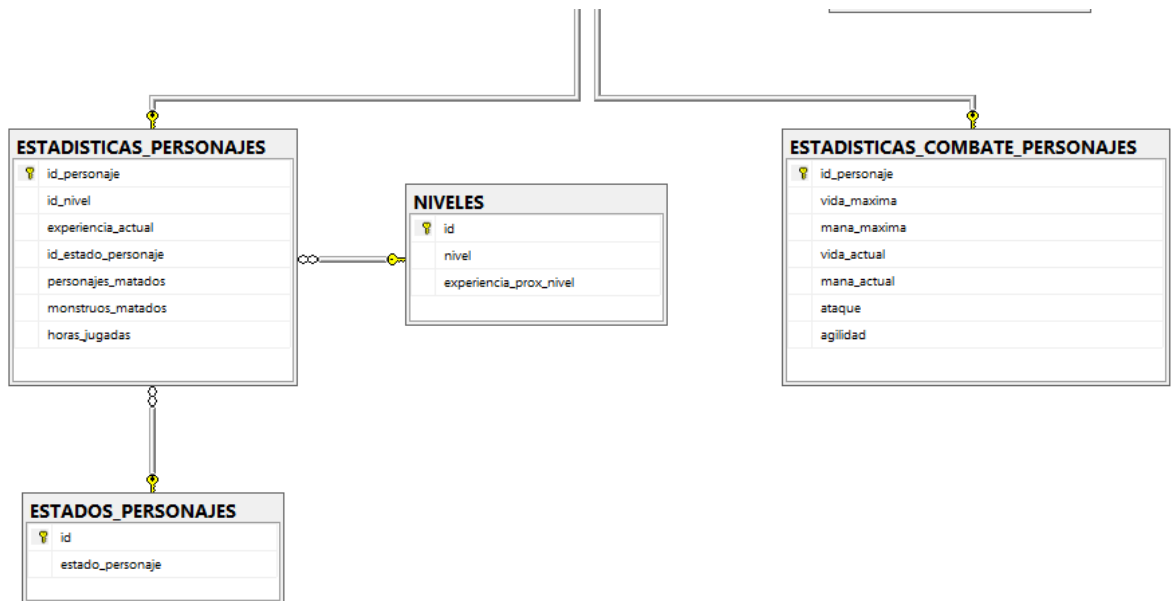 ESTADISTICAS_PERSONAJES
id_personaje
id_nivel
experiencia_actual
id_estado_personaje
personajes_matados
monstruos_matados
horas_jugadas
NIVELES
id
nivel
experiencia_prox_nivel
ESTADISTICAS_COMBATE_PERSONAJES
id_personaje
vida_maxima
mana_maxima
vida_actual
mana_actual
ataque
agilidad
ESTADOS_PERSONAJES
id
estado_personaje